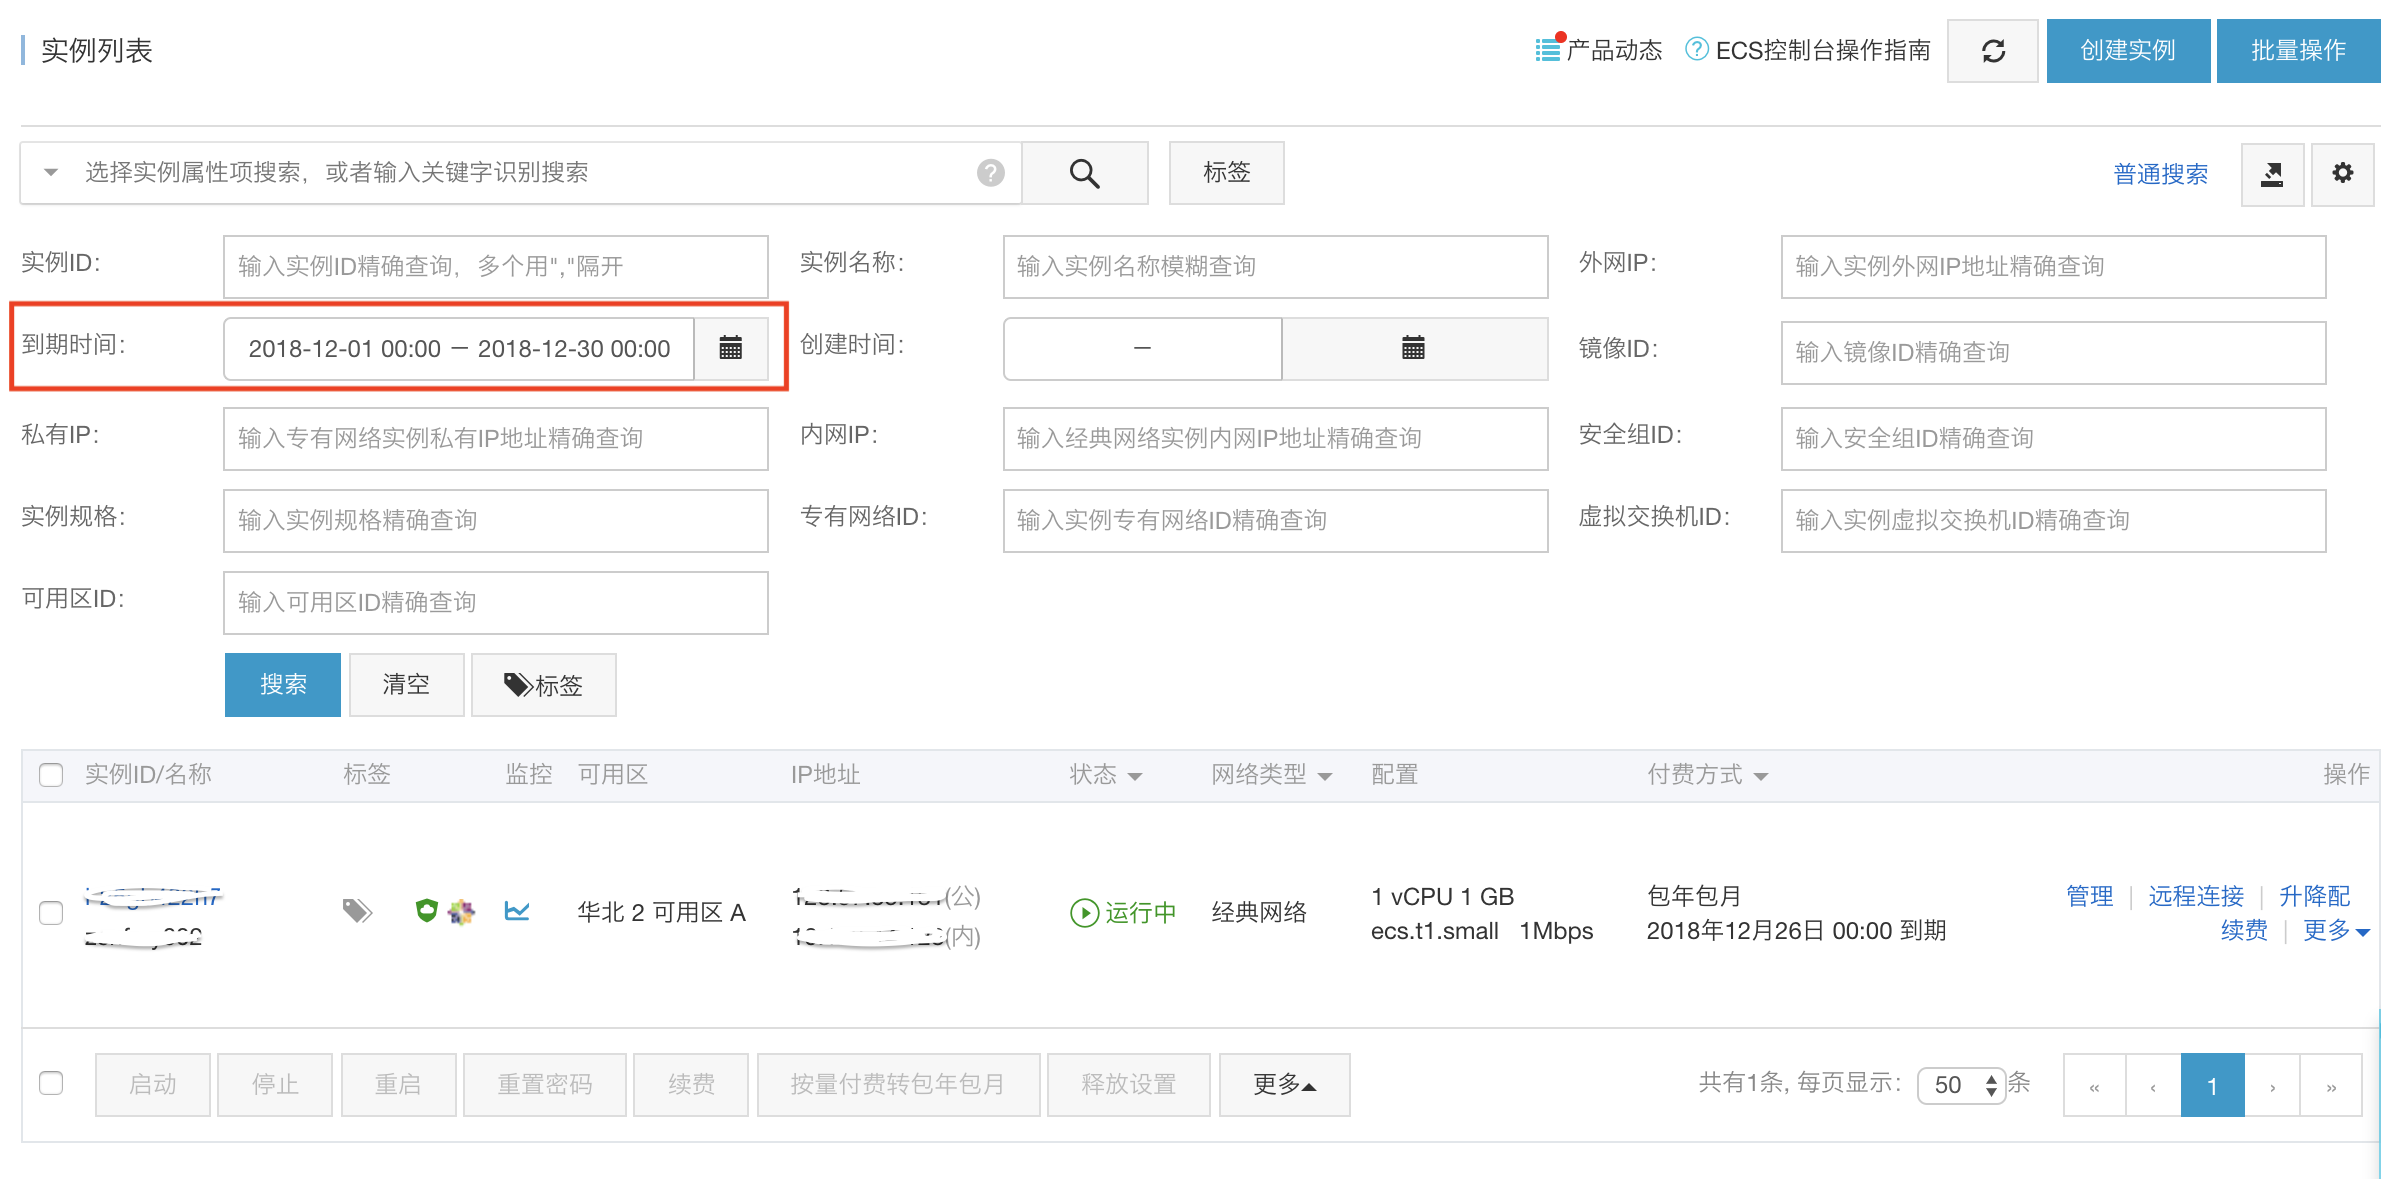 实例列表
产品动态 ECS控制台操作指南 创建实例 批量操作
选择实例属性项搜索，或者输入关键字识别搜索 标签 普通搜索
实例ID: 输入实例ID精确查询，多个用","隔开 实例名称: 输入实例名称模糊查询 外网IP: 输入实例外网IP地址精确查询
到期时间: 2018-12-01 00:00 — 2018-12-30 00:00 创建时间: — 镜像ID: 输入镜像ID精确查询
私有IP: 输入专有网络实例私有IP地址精确查询 内网IP: 输入经典网络实例内网IP地址精确查询 安全组ID: 输入安全组ID精确查询
实例规格: 输入实例规格精确查询 专有网络ID: 输入实例专有网络ID精确查询 虚拟交换机ID: 输入实例虚拟交换机ID精确查询
可用区ID: 输入可用区ID精确查询
搜索 清空 标签
实例ID/名称 标签 监控 可用区 IP地址 状态 网络类型 配置 付费方式 操作
(公) 1 vCPU 1 GB 包年包月 管理 | 远程连接 | 升降配
华北 2 可用区 A 运行中 经典网络
(内) ecs.t1.small 1Mbps 2018年12月26日 00:00 到期 续费 | 更多
启动 停止 重启 重置密码 续费 按量付费转包年包月 释放设置 更多 共有1条, 每页显示: 50 条 « ‹ 1 › »